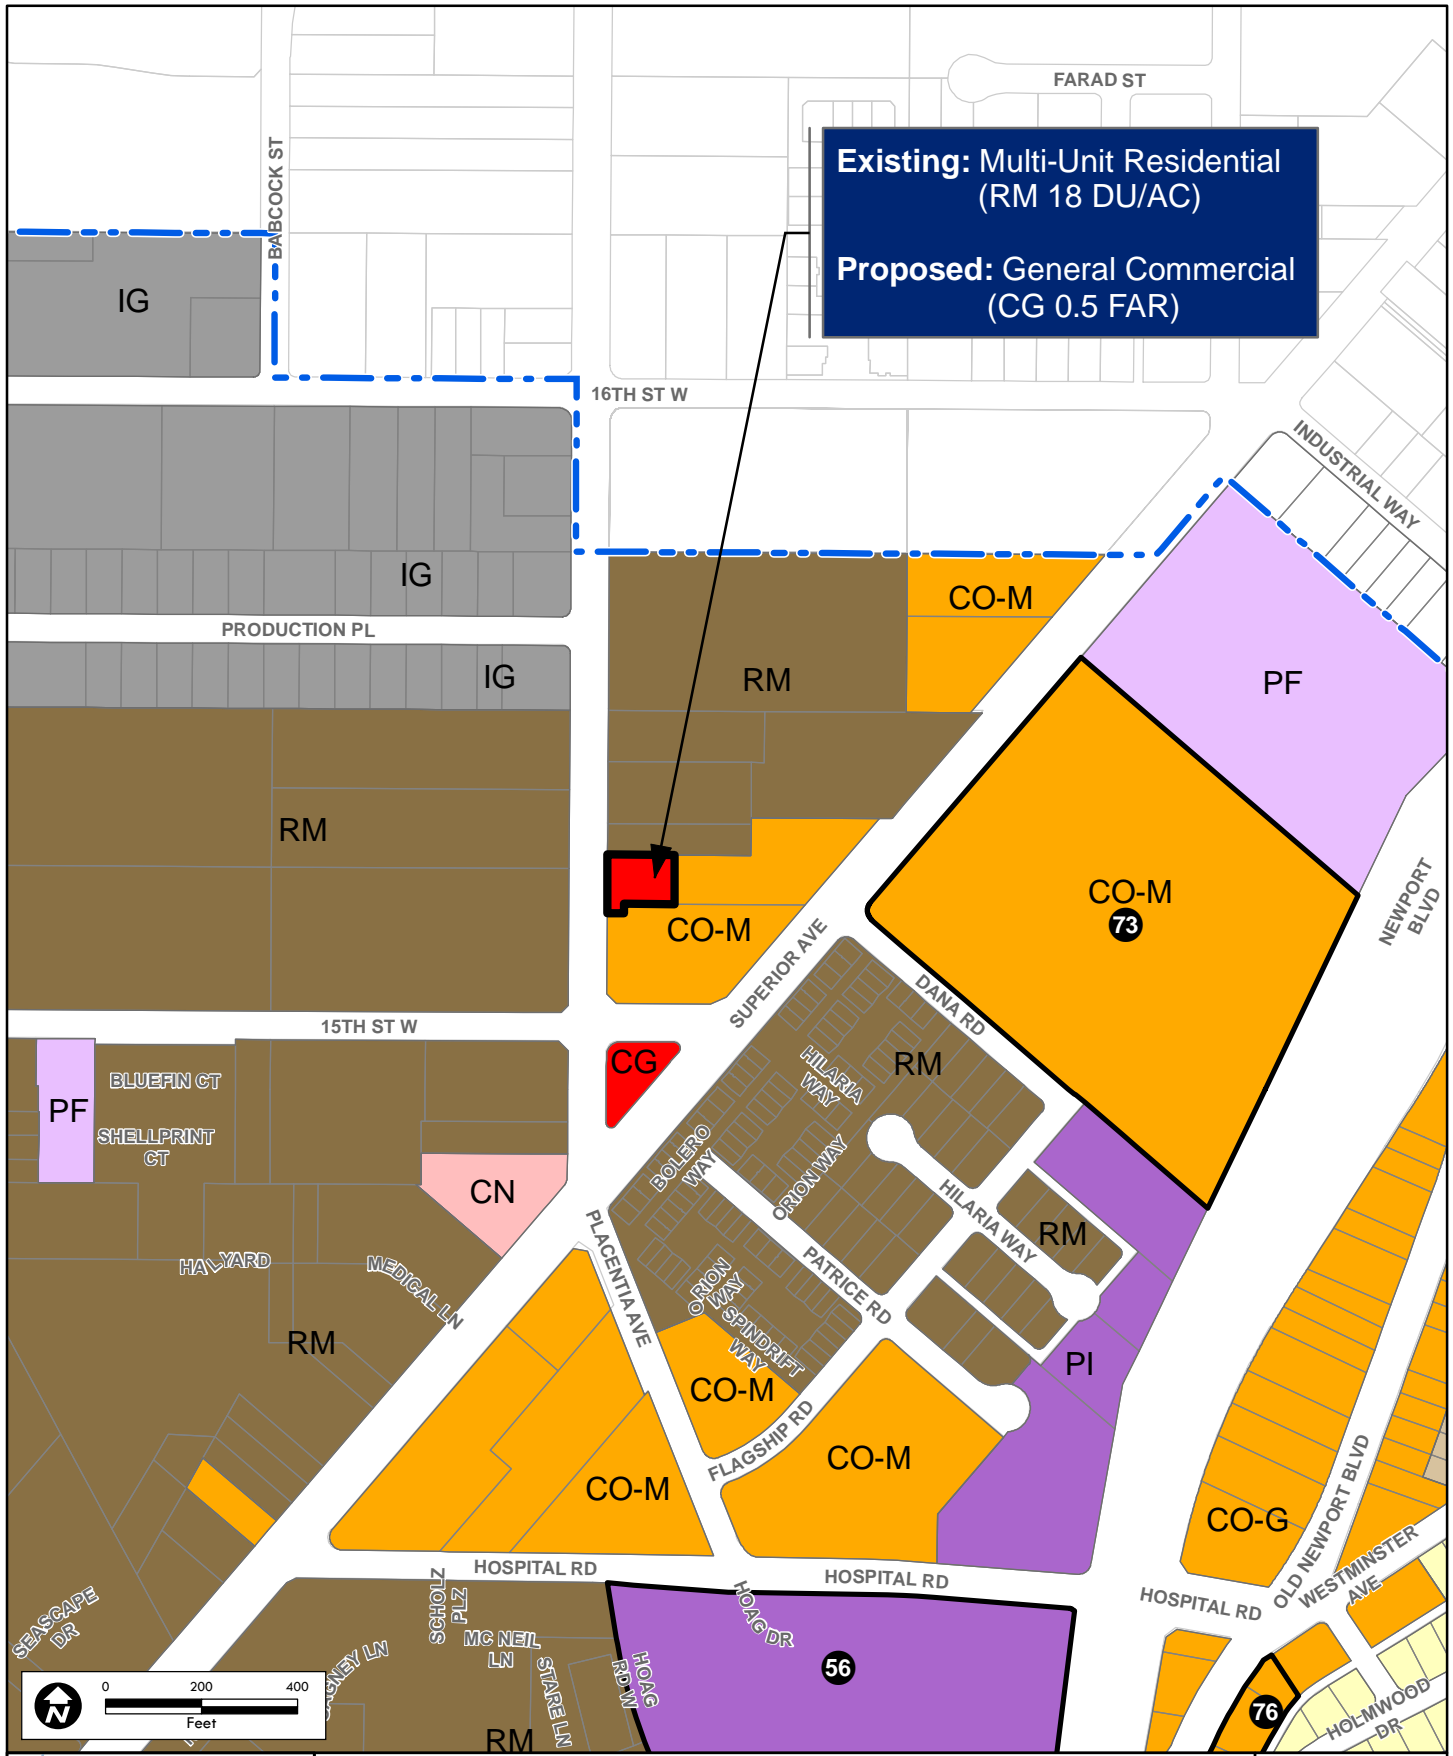 FARAD ST
BABCOCK ST
Existing: Multi-Unit Residential
(RM 18 DU/AC)
Proposed: General Commercial
(CG 0.5 FAR)
IG
16TH ST W
INDUSTRIAL WAY
IG
CO-M
PRODUCTION PL
IG
RM
PF
RM
CO-M
73
NEWPORT
BLVD
CO-M
SUPERIOR AVE
DANA RD
15TH ST W
CG
RM
HILARIA
WAY
BLUEFIN CT
PF
SHELLPRINT
CT
BOLERO
WAY
ORION WAY
CN
HILARIA WAY
RM
PLACENTIA AVE
HALYARD
MEDICAL LN
PATRICE RD
ORION
WAY
SPINDRIFT
WAY
RM
PI
CO-M
FLAGSHIP RD
CO-M
CO-M
CO-G
OLD NEWPORT BLVD
WESTMINSTER
AVE
HOSPITAL RD
HOSPITAL RD
HOSPITAL RD
SCHOLZ
PLZ
HOAG DR
SEASCAPE
DR
MC NEIL
LN
AGNEY LN
STARE LN
HOAG
RD W
56
76
HOLMWOOD
DR
RM
N
0 200 400
Feet